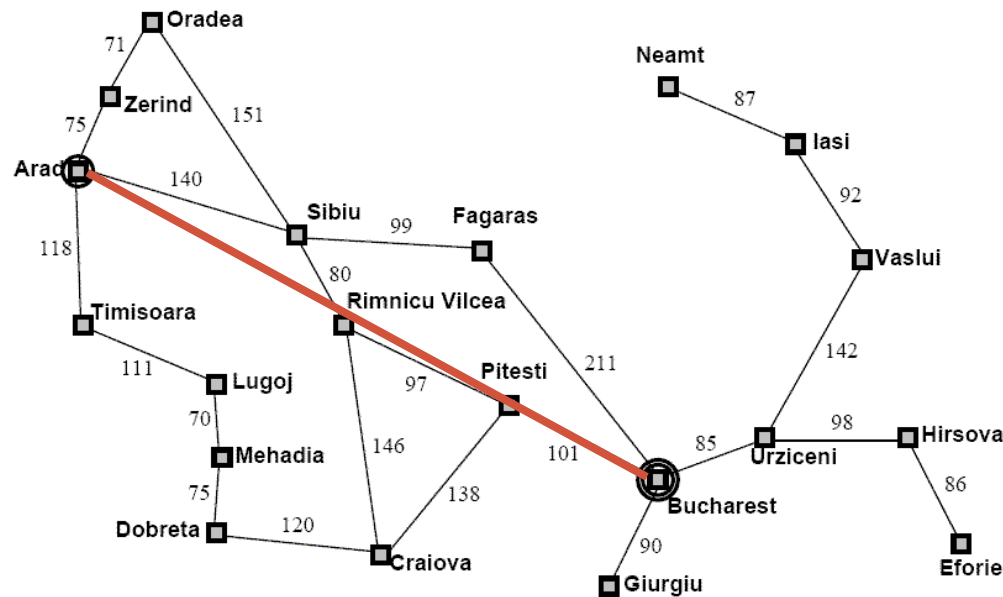 Oradea
71
Neamt
Zerind
87
151
75
Iasi
Arad
140
92
Sibiu
Fagaras
99
118
Vaslui
80
Timisoara
Rimnicu Vilcea
142
111
Pitesti
211
Lugoj
97
70
98
Hirsova
85
Urziceni
146
101
Mehadia
86
75
138
Bucharest
Dobreta
120
90
Craiova
Eforie
Giurgiu